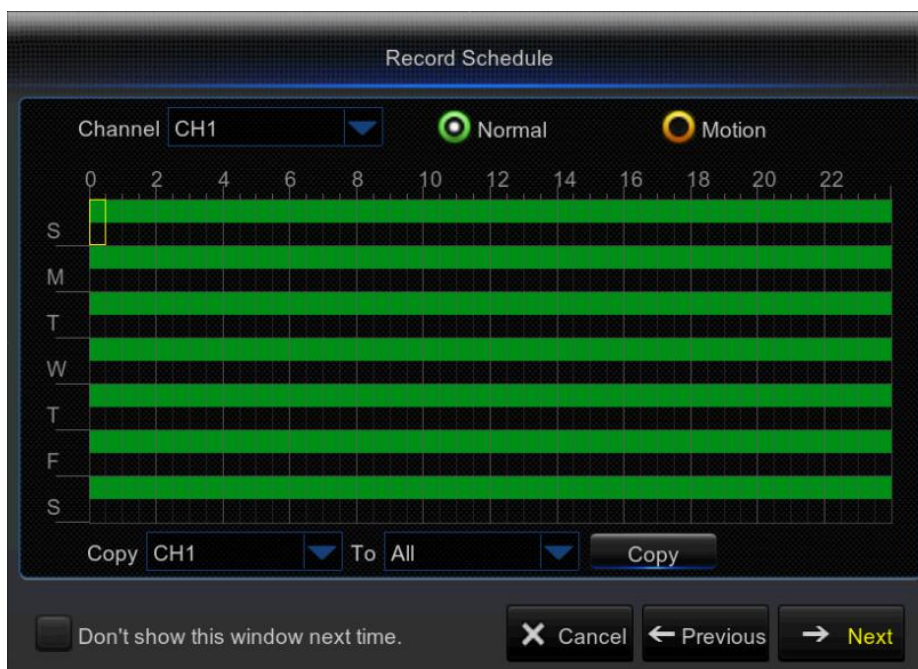 Record Schedule
Channel CH1 Normal Motion
0 2 4 6 8 10 12 14 16 18 20 22
S
M
T
W
T
F
S
Copy CH1 To All Copy
Don't show this window next time. Cancel Previous Next